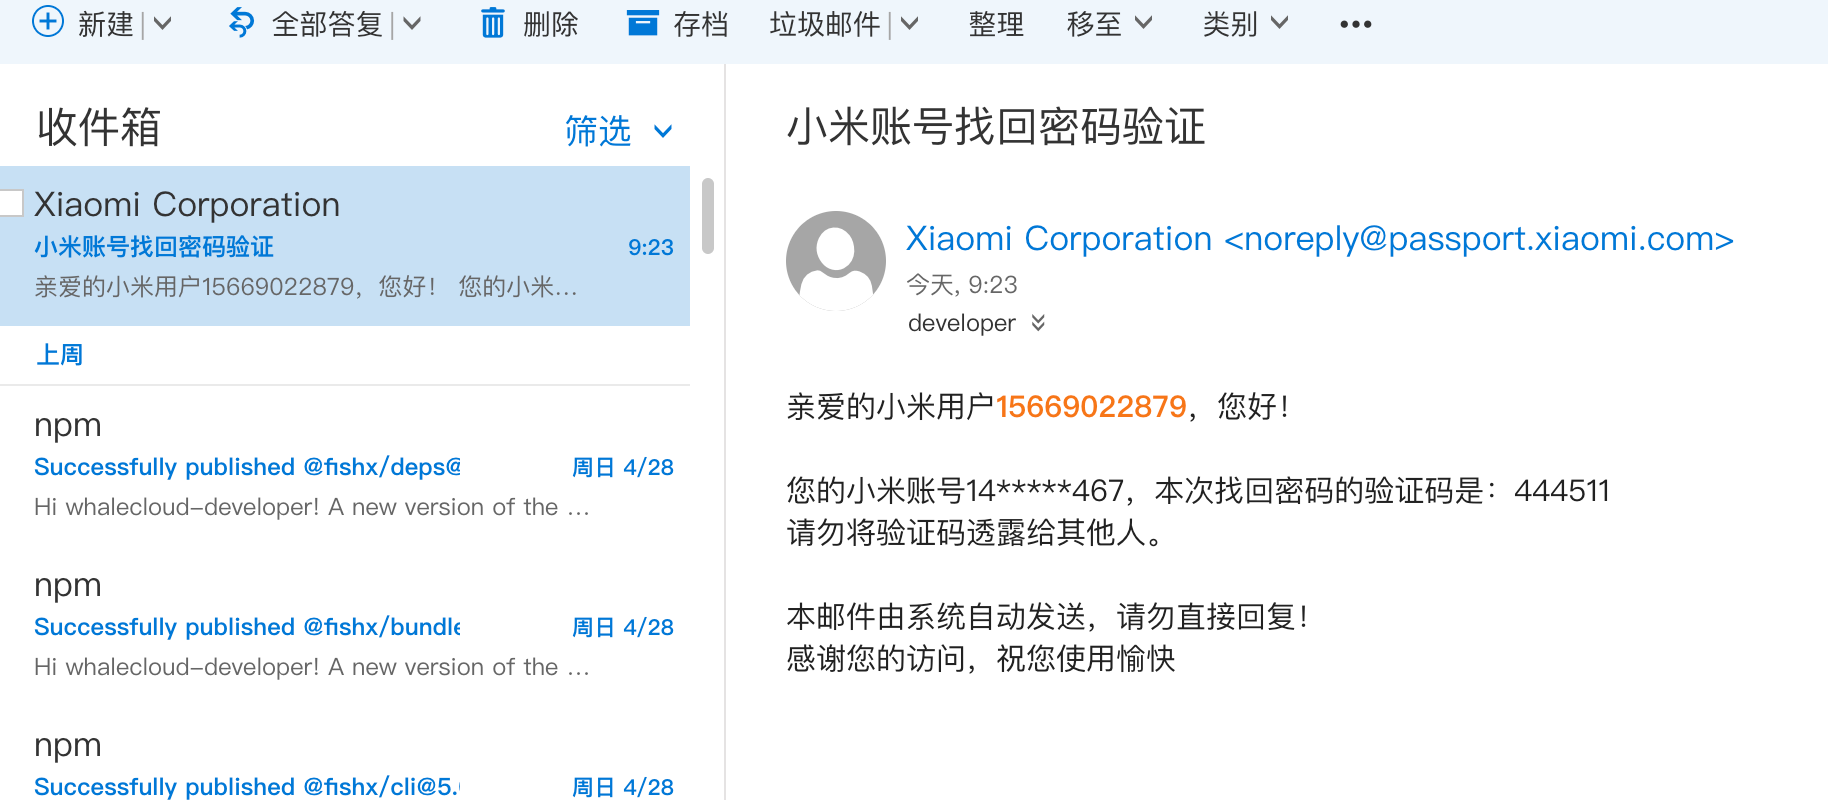 新建
全部答复
删除
存档
垃圾邮件
整理
移至
类别
收件箱
筛选
Xiaomi Corporation
小米账号找回密码验证
9:23
亲爱的小米用户15669022879，您好！ 您的小米...
上周
npm
Successfully published @fishx/deps@
周日 4/28
Hi whalecloud-developer! A new version of the ...
npm
Successfully published @fishx/bundle
周日 4/28
Hi whalecloud-developer! A new version of the ...
npm
Successfully published @fishx/cli@5.
周日 4/28
小米账号找回密码验证
Xiaomi Corporation <noreply@passport.xiaomi.com>
今天, 9:23
developer
亲爱的小米用户15669022879，您好！
您的小米账号14*****467，本次找回密码的验证码是：444511
请勿将验证码透露给其他人。
本邮件由系统自动发送，请勿直接回复！
感谢您的访问，祝您使用愉快